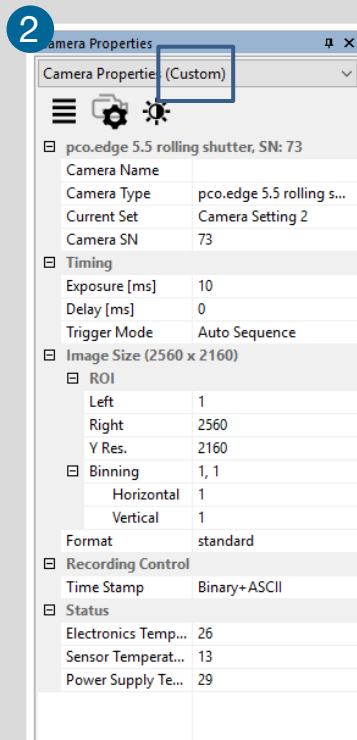 2
amera Properties
Camera Properties (Custom)
pco.edge 5.5 rolling shutter, SN: 73
Camera Name
Camera Type pco.edge 5.5 rolling s...
Current Set Camera Setting 2
Camera SN 73
Timing
Exposure [ms] 10
Delay [ms] 0
Trigger Mode Auto Sequence
Image Size (2560 x 2160)
ROI
Left 1
Right 2560
Y Res. 2160
Binning 1, 1
Horizontal 1
Vertical 1
Format standard
Recording Control
Time Stamp Binary+ASCII
Status
Electronics Temp... 26
Sensor Temperat... 13
Power Supply Te... 29